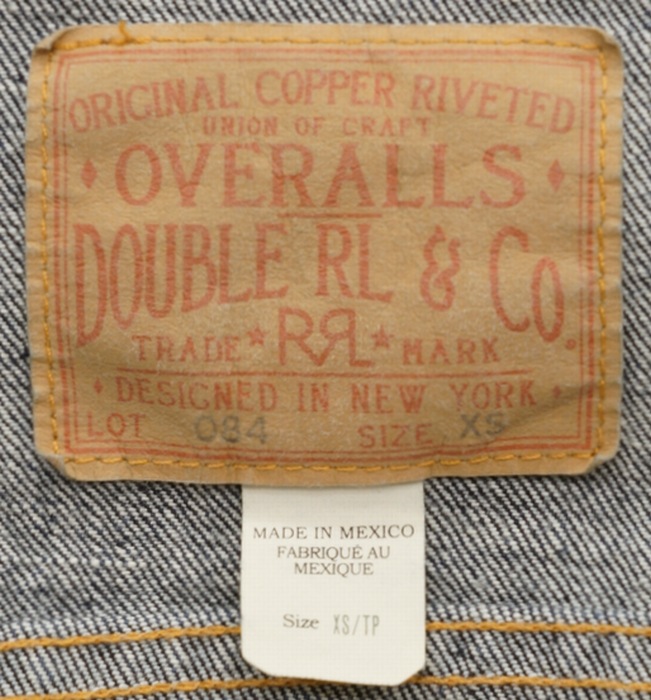 ORIGINAL COPPER RIVETED
UNION OF CRAFT
OVERALLS
DOUBLE RL & Co.
TRADE RRL MARK
DESIGNED IN NEW YORK
LOT 084 SIZE XS
MADE IN MEXICO
FABRIQUÉ AU
MEXIQUE
Size XS/TP